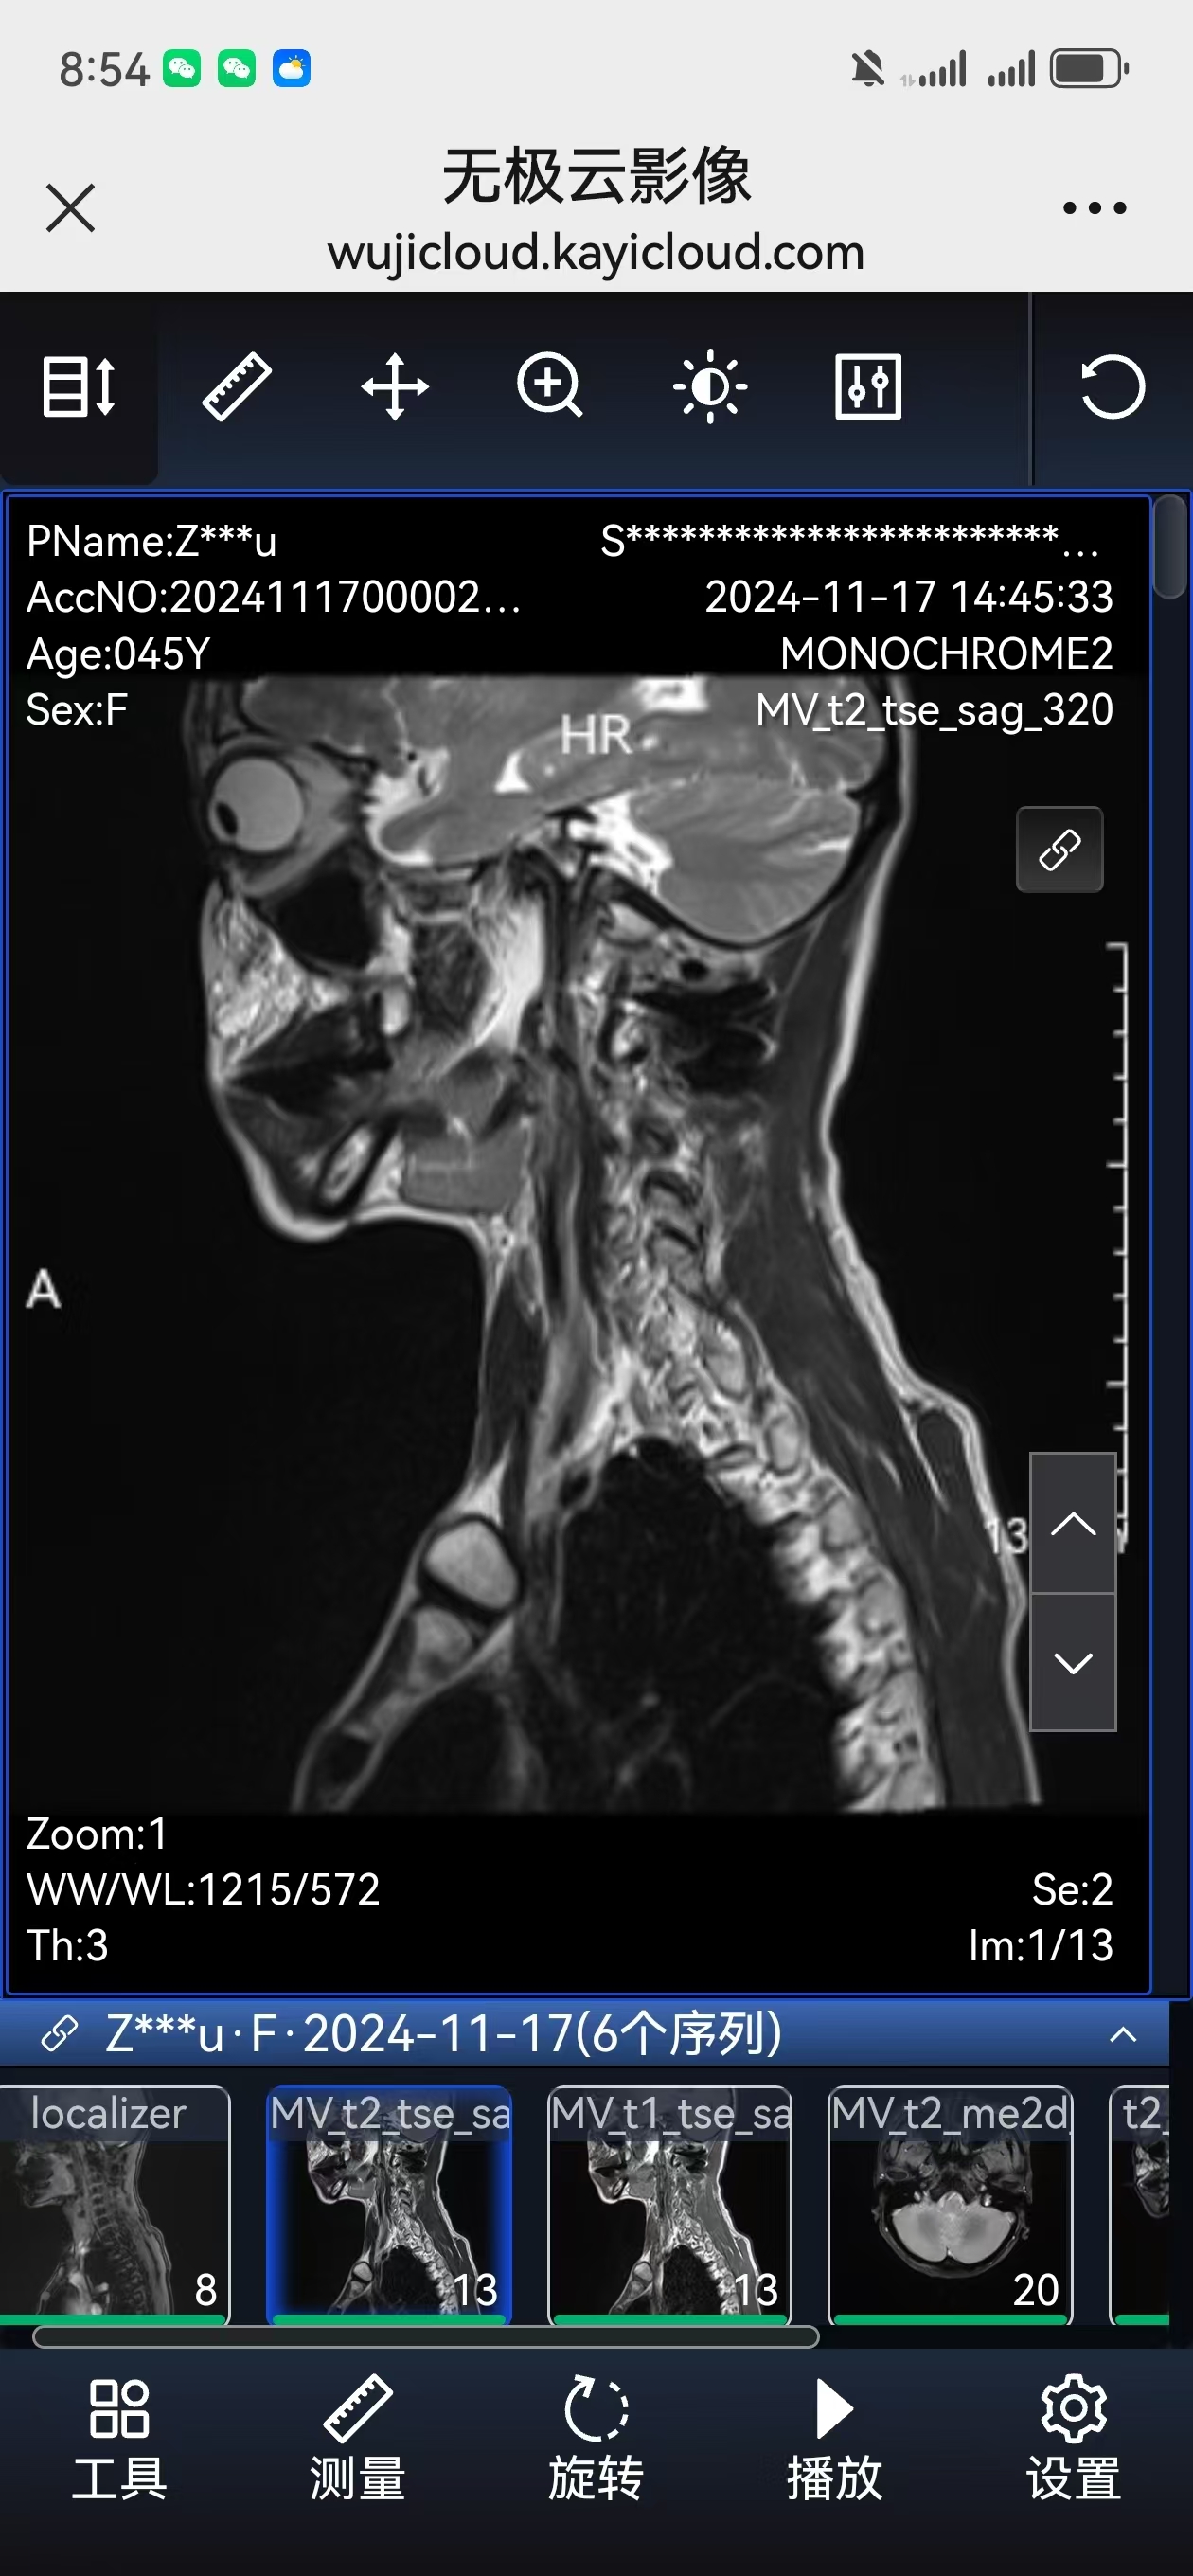 8:54
无极云影像
wujicloud.kayicloud.com
PName:Z***u
S************************...
AccNO:2024111700002...
2024-11-17 14:45:33
Age:045Y
MONOCHROME2
Sex:F
MV_t2_tse_sag_320
HR
A
13
Zoom:1
WW/WL:1215/572
Se:2
Th:3
Im:1/13
Z***u·F·2024-11-17(6个序列)
localizer
MV_t2_tse_sa
MV_t1_tse_sa
MV_t2_me2d
t2_
8
13
13
20
工具
测量
旋转
播放
设置